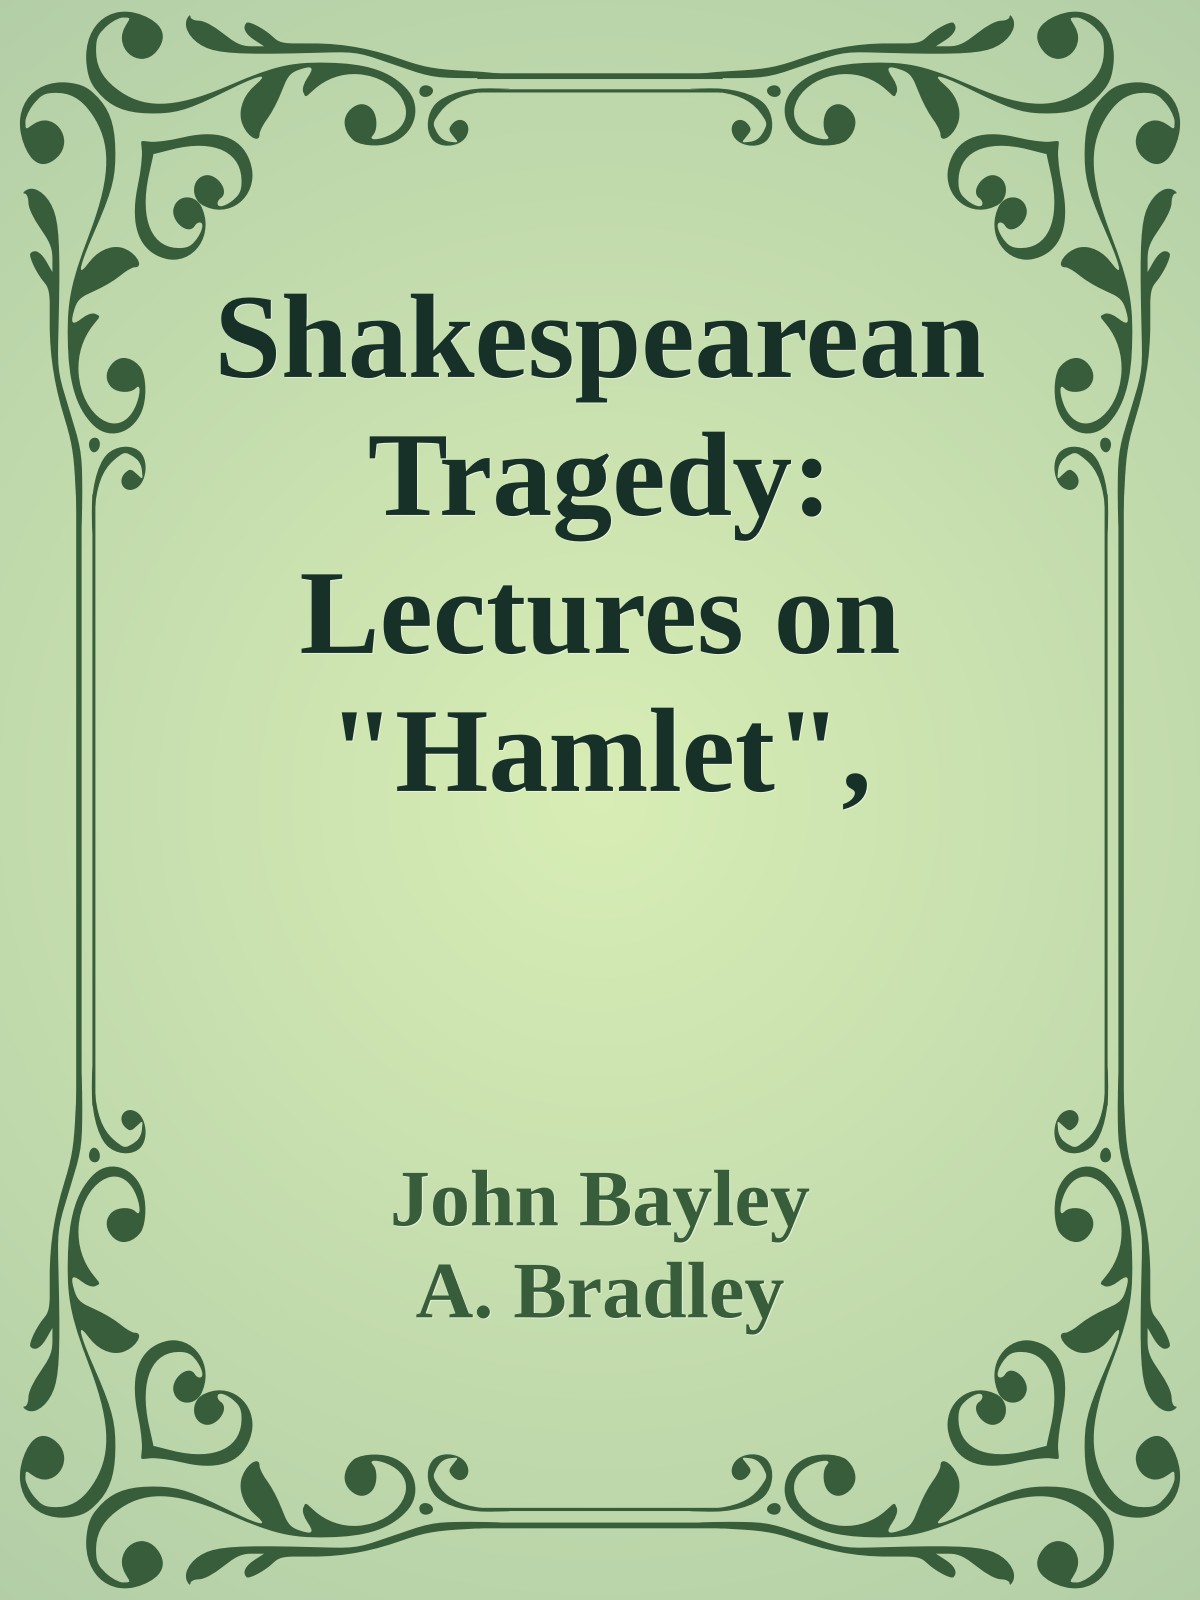 Shakespearean
Tragedy:
Lectures on
"Hamlet",
John Bayley
A. Bradley